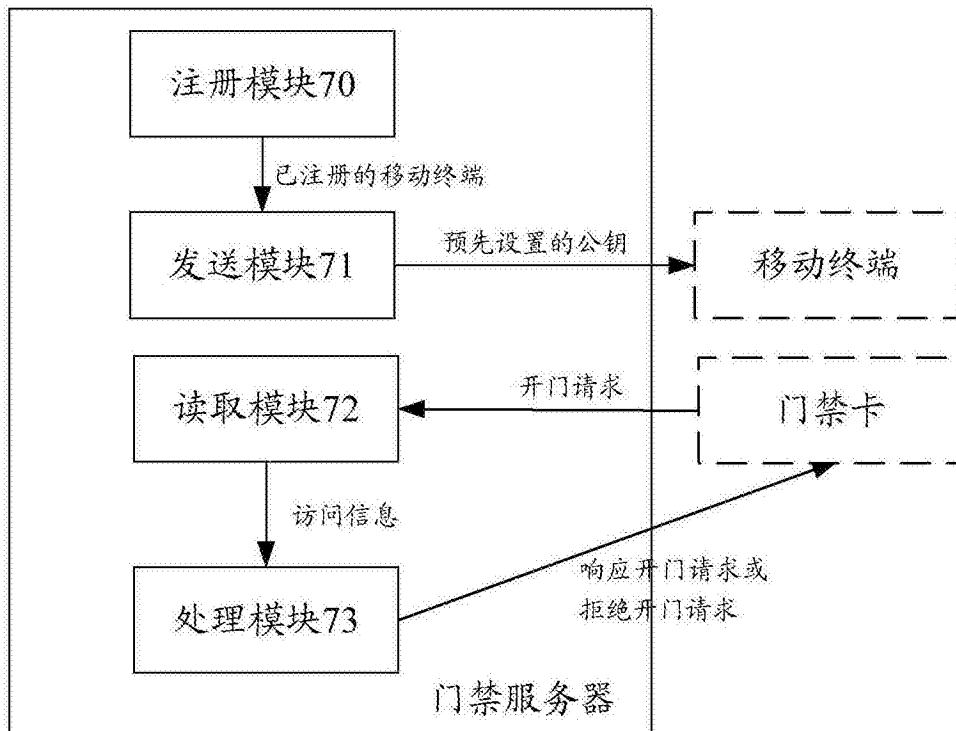 注册模块70
已注册的移动终端
发送模块71
预先设置的公钥
移动终端
读取模块72
开门请求
门禁卡
访问信息
处理模块73
响应开门请求或
拒绝开门请求
门禁服务器